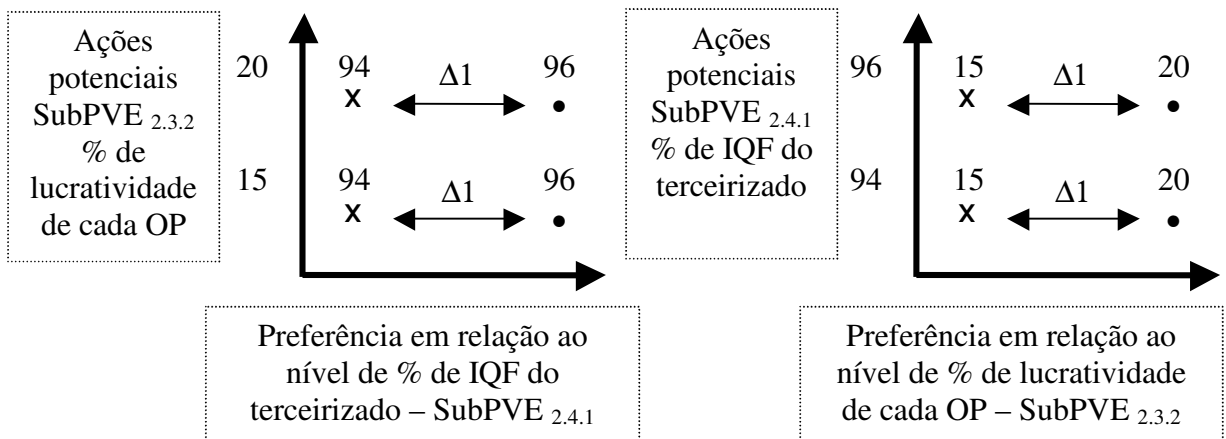 Ações
potenciais
SubPVE 2.3.2
% de
lucratividade
de cada OP
20
94
Δ1
96
x
•
15
94
Δ1
96
x
•
Preferência em relação ao
nível de % de IQF do
terceirizado – SubPVE 2.4.1
Ações
potenciais
SubPVE 2.4.1
% de IQF do
terceirizado
96
15
Δ1
20
x
•
94
15
Δ1
20
x
•
Preferência em relação ao
nível de % de lucratividade
de cada OP – SubPVE 2.3.2